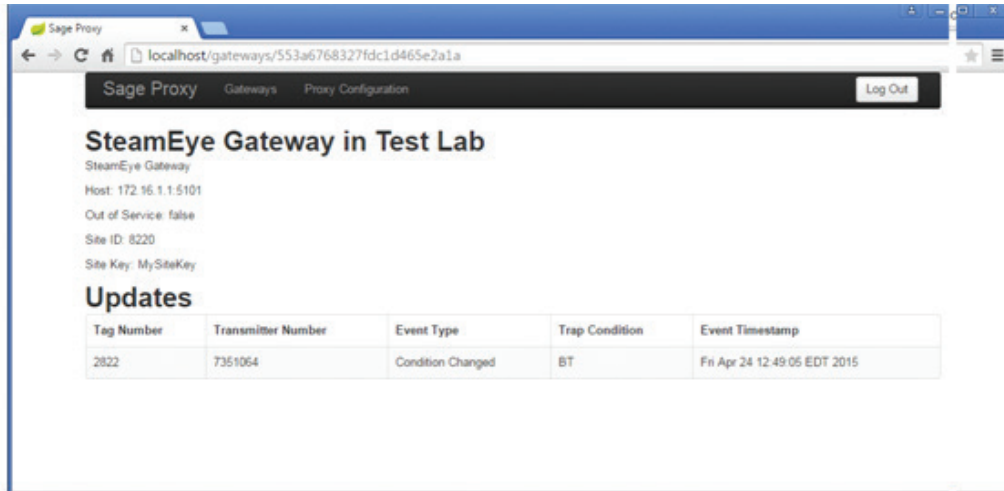 Sage Proxy
localhost/gateways/553a6768327fdc1d465e2a1a
Sage Proxy Gateways Proxy Configuration Log Out
SteamEye Gateway in Test Lab
SteamEye Gateway
Host: 172.16.1.1:5101
Out of Service: false
Site ID: 8220
Site Key: MySiteKey
Updates
Tag Number Transmitter Number Event Type Trap Condition Event Timestamp
2822 7351064 Condition Changed BT Fri Apr 24 12:49:05 EDT 2015